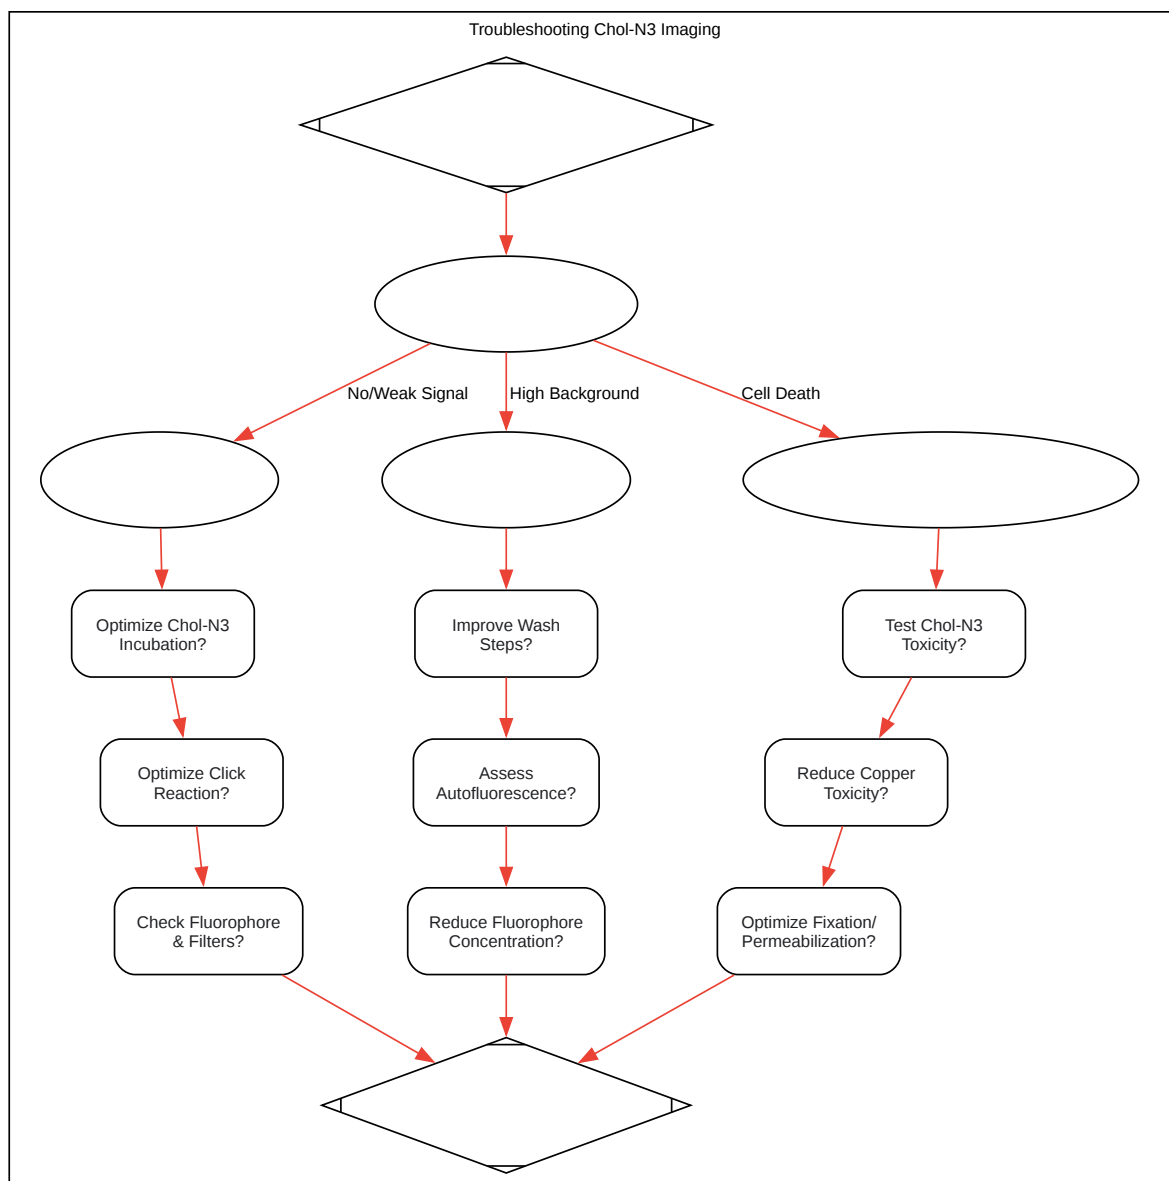 Troubleshooting Chol-N3 Imaging
No/Weak Signal
High Background
Cell Death
Optimize Chol-N3
Incubation?
Improve Wash
Steps?
Test Chol-N3
Toxicity?
Optimize Click
Reaction?
Assess
Autofluorescence?
Reduce Copper
Toxicity?
Check Fluorophore
& Filters?
Reduce Fluorophore
Concentration?
Optimize Fixation/
Permeabilization?